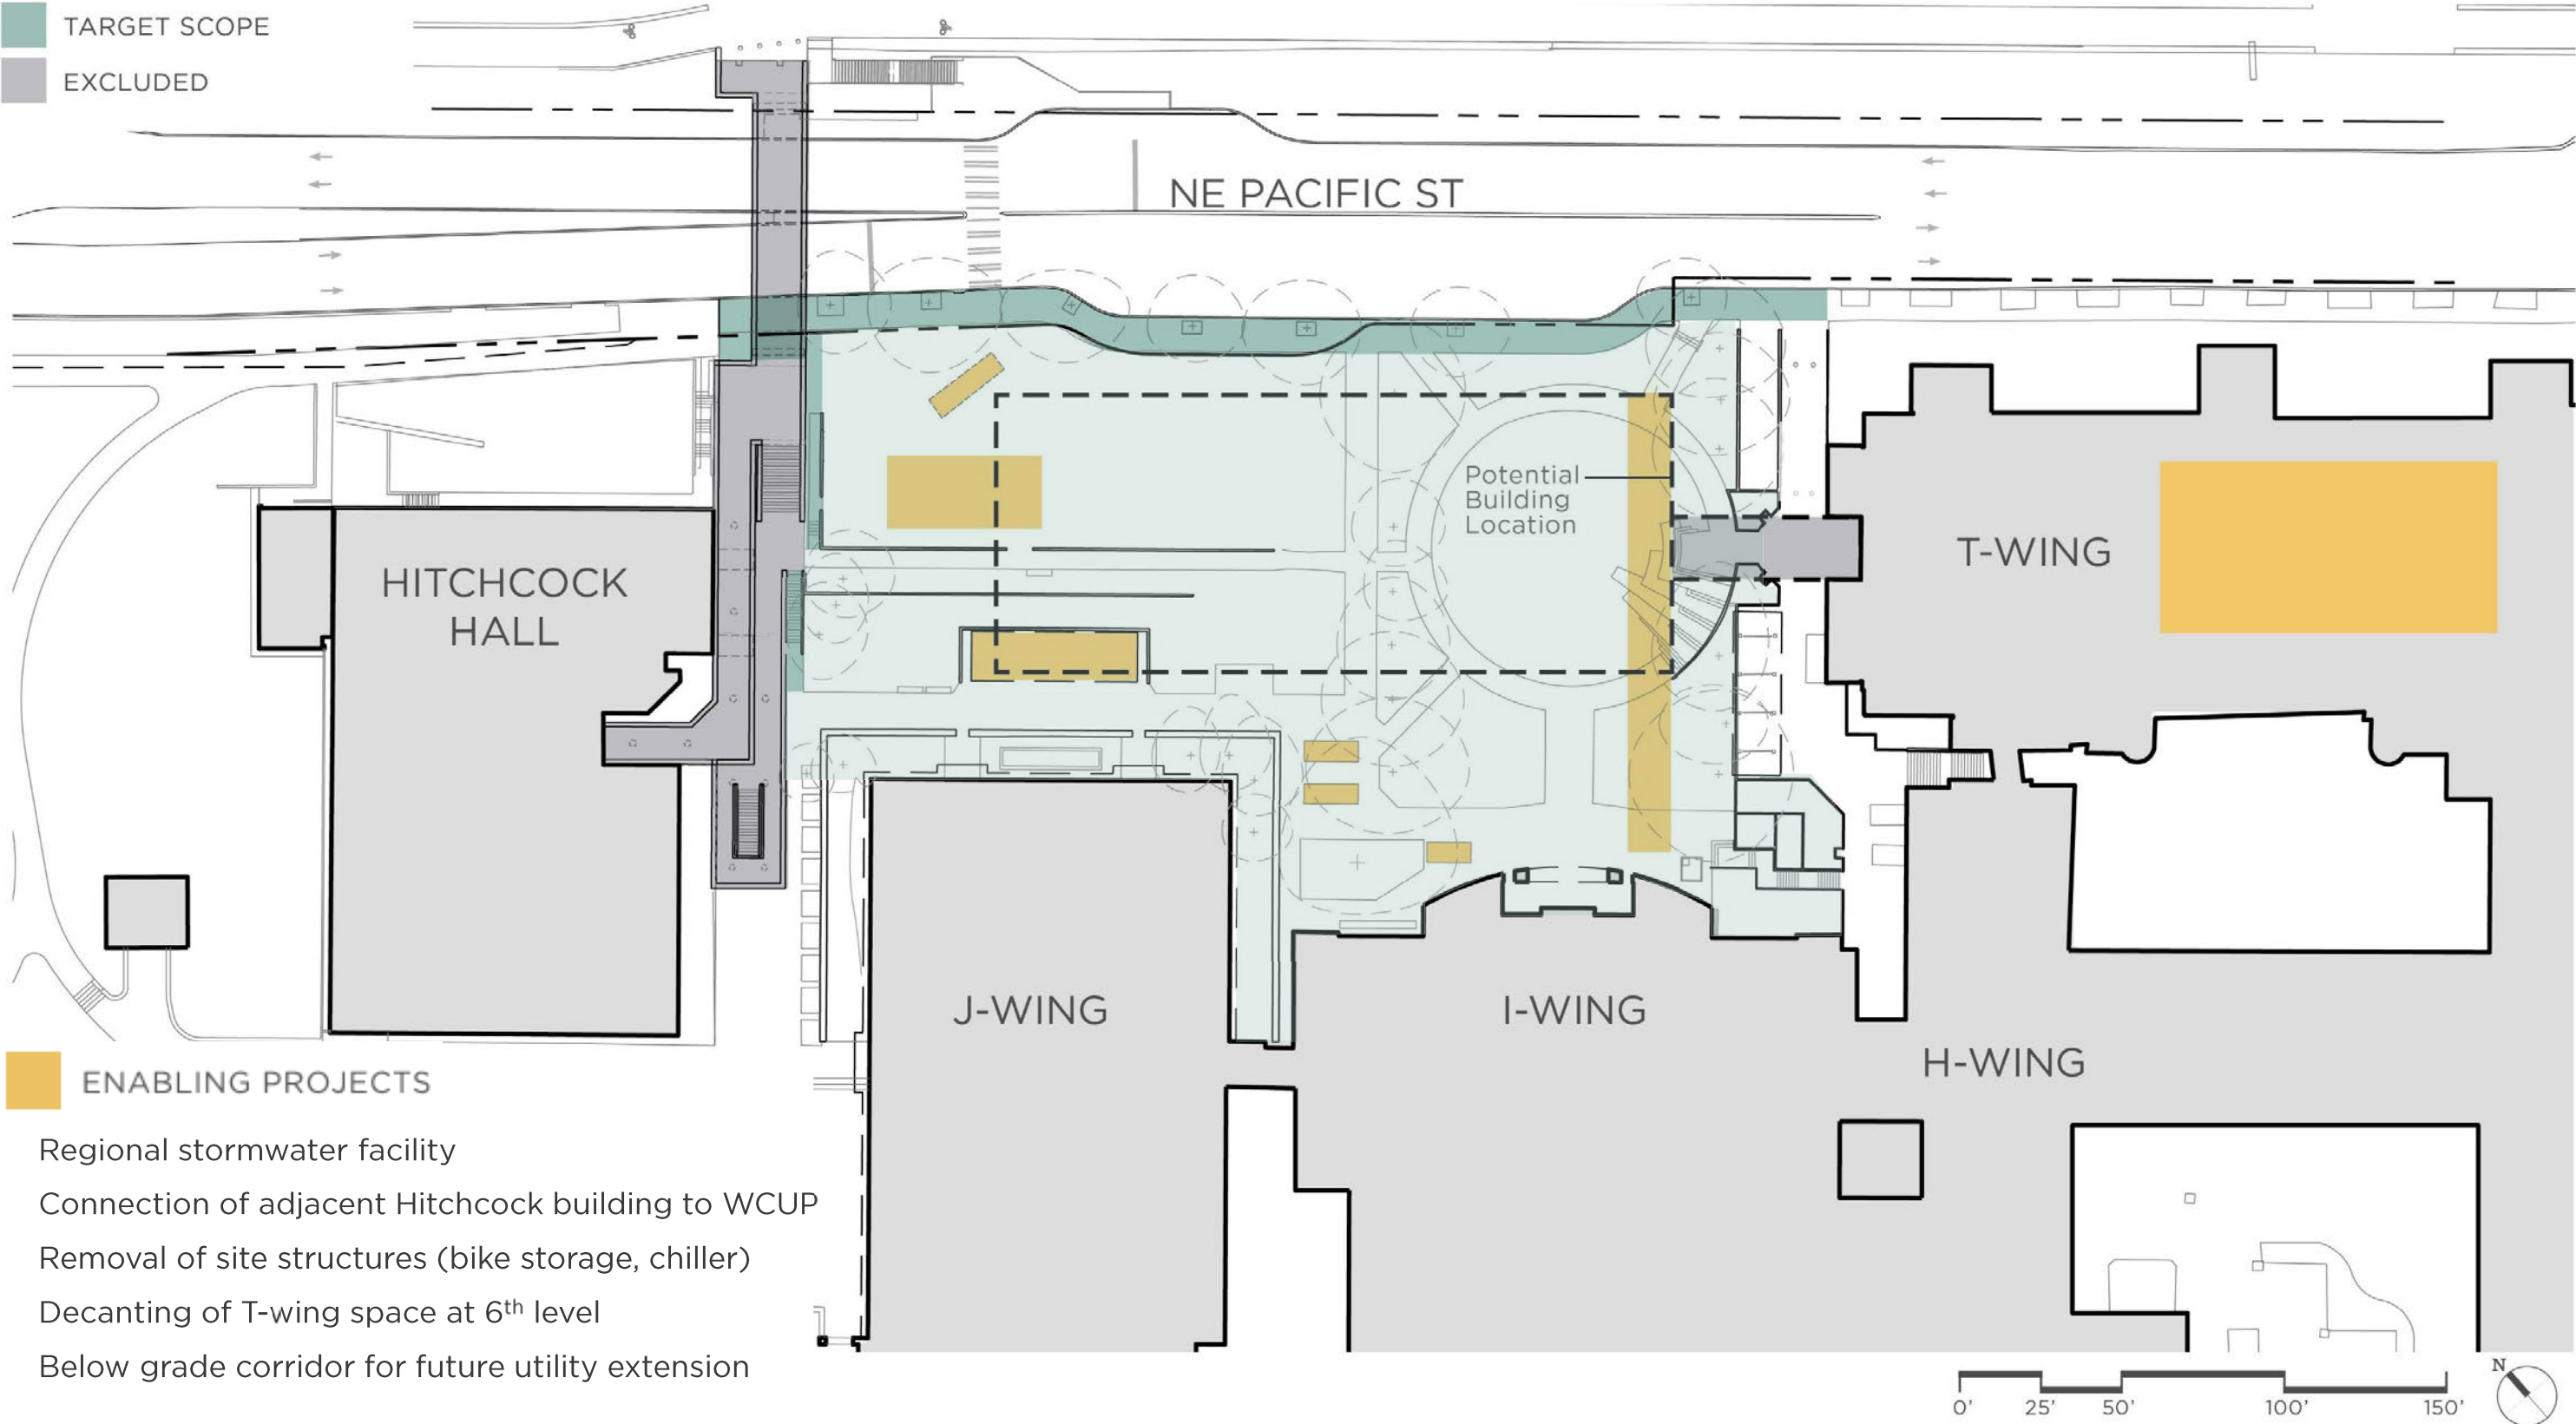 TARGET SCOPE
EXCLUDED
NE PACIFIC ST
Potential
Building
Location
HITCHCOCK
HALL
T-WING
J-WING
I-WING
H-WING
ENABLING PROJECTS
Regional stormwater facility
Connection of adjacent Hitchcock building to WCUP
Removal of site structures (bike storage, chiller)
Decanting of T-wing space at 6th level
Below grade corridor for future utility extension
N
0' 25' 50' 100' 150'